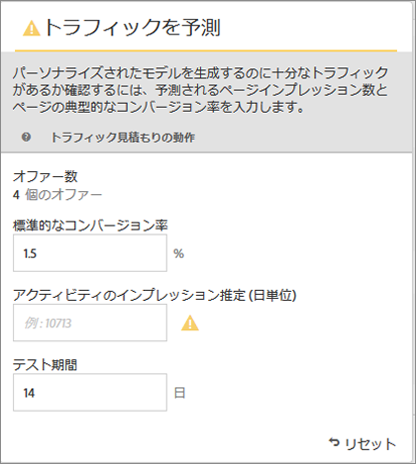 トラフィックを予測
パーソナライズされたモデルを生成するのに十分なトラフィック
があるか確認するには、予測されるページインプレッション数と
ページの典型的なコンバージョン率を入力します。
トラフィック見積もりの動作
オファー数
4 個のオファー
標準的なコンバージョン率
1.5 %
アクティビティのインプレッション推定 (日単位)
例 : 10713
テスト期間
14 日
リセット